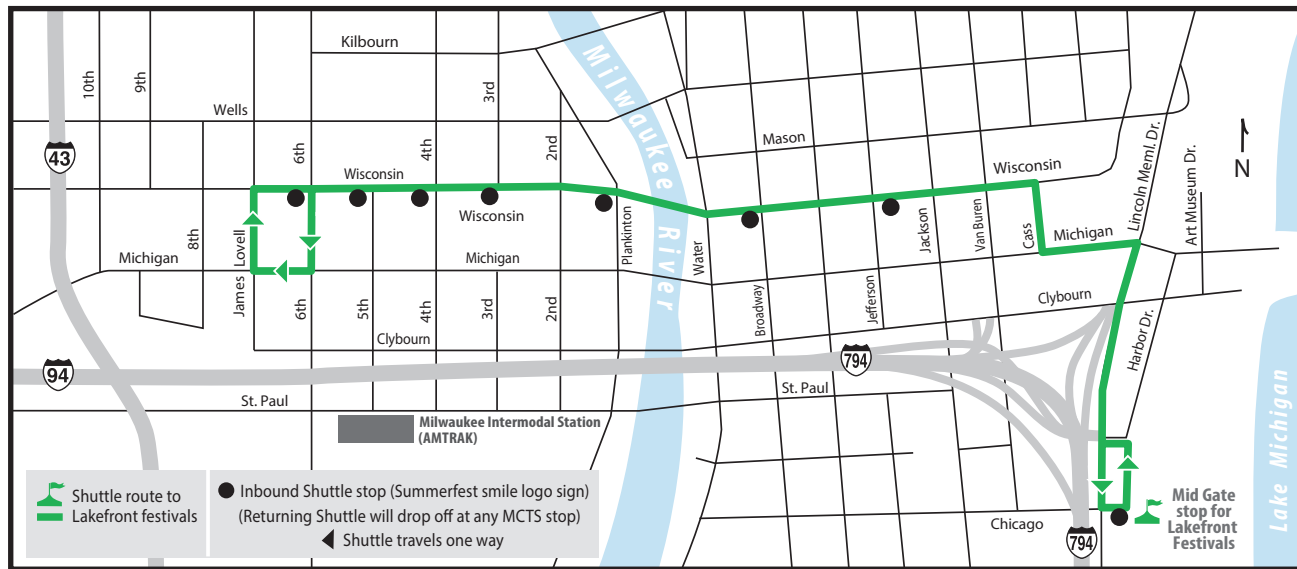 Kilbourn
10th
9th
3rd
Wells
Milwaukee River
Mason
43
6th
4th
2nd
Wisconsin
Wisconsin
Wisconsin
Lincoln Meml. Dr.
Art Museum Dr.
N
8th
James Lovell
Plankinton
Water
Jackson
Van Buren
Cass
Michigan
Michigan
Michigan
6th
5th
4th
3rd
2nd
Broadway
Jefferson
Clybourn
Clybourn
Harbor Dr.
94
794
St. Paul
St. Paul
Milwaukee Intermodal Station
(AMTRAK)
Lake Michigan
Shuttle route to
Lakefront festivals
Inbound Shuttle stop (Summerfest smile logo sign)
(Returning Shuttle will drop off at any MCTS stop)
Shuttle travels one way
Chicago
794
Mid Gate
stop for
Lakefront
Festivals